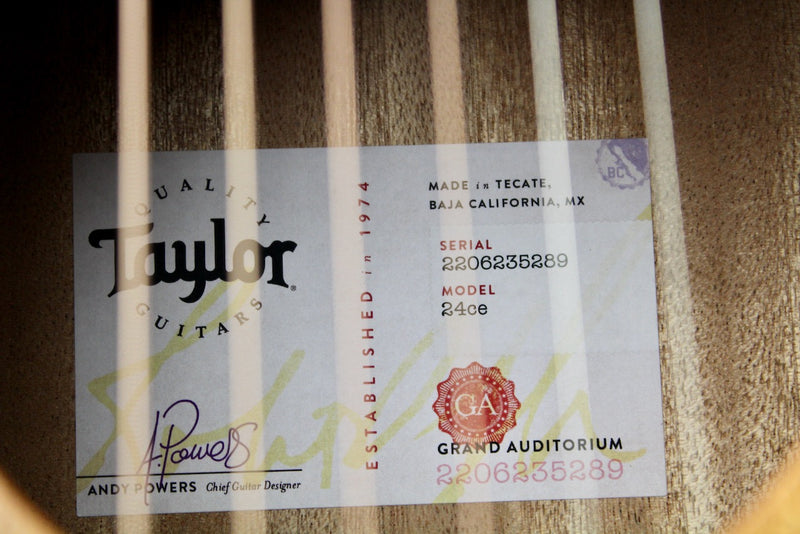 QUALITY
Taylor®
GUITARS
A. Powers
ANDY POWERS Chief Guitar Designer
ESTABLISHED in 1974
MADE in TECATE,
BAJA CALIFORNIA, MX
BC
SERIAL
2206235289
MODEL
24ce
GA
GRAND AUDITORIUM
2206235289